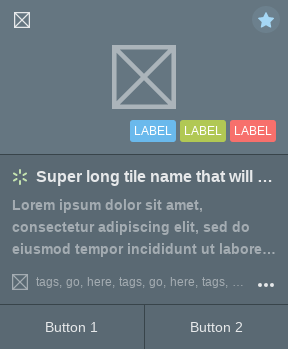 LABEL LABEL LABEL
Super long tile name that will …
Lorem ipsum dolor sit amet,
consectetur adipiscing elit, sed do
eiusmod tempor incididunt ut labore…
tags, go, here, tags, go, here, tags, …
Button 1 Button 2